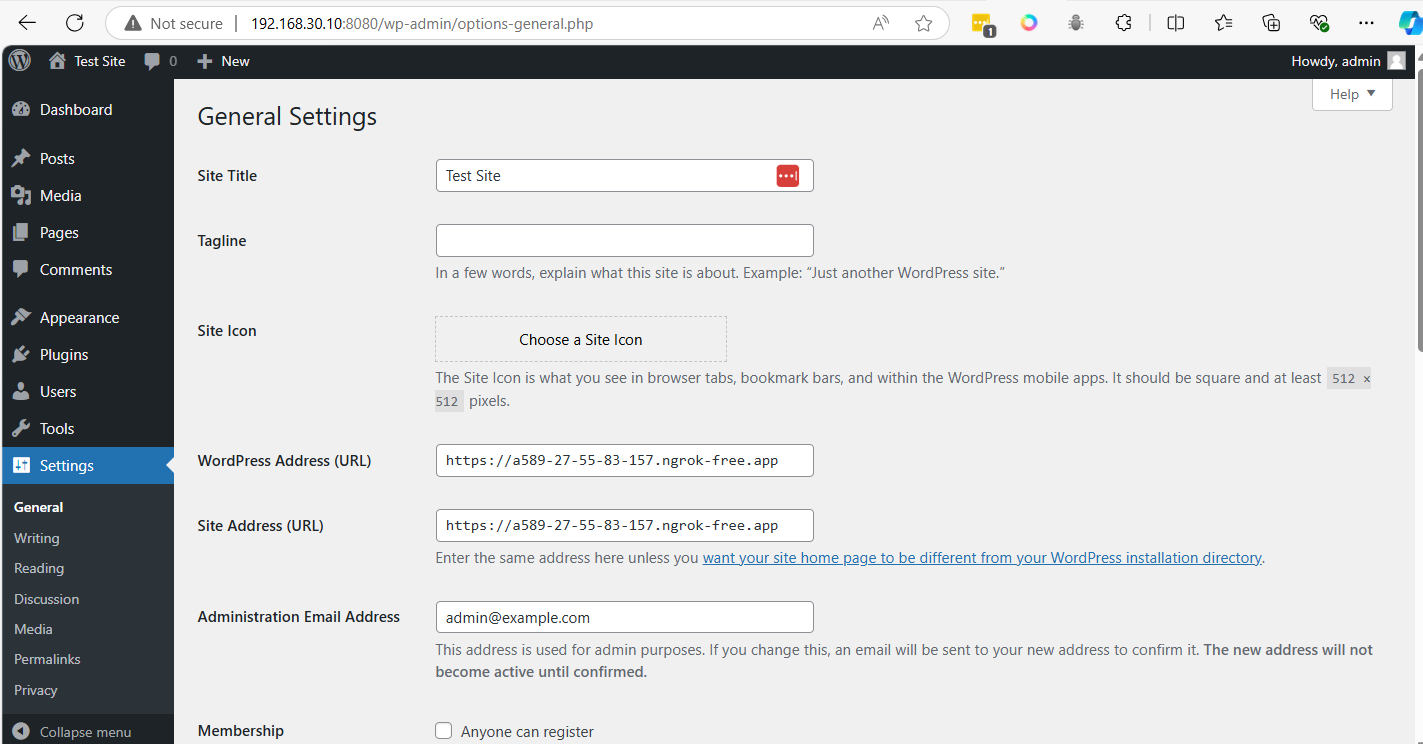 Not secure
192.168.30.10:8080/wp-admin/options-general.php
1
Test Site
0
New
Howdy, admin
Help
Dashboard
Posts
Media
Pages
Comments
Appearance
Plugins
Users
Tools
Settings
General
Writing
Reading
Discussion
Media
Permalinks
Privacy
Collapse menu
General Settings
Site Title
Test Site
Tagline
In a few words, explain what this site is about. Example: “Just another WordPress site.”
Site Icon
Choose a Site Icon
The Site Icon is what you see in browser tabs, bookmark bars, and within the WordPress mobile apps. It should be square and at least 512 ×
512 pixels.
WordPress Address (URL)
https://a589-27-55-83-157.ngrok-free.app
Site Address (URL)
https://a589-27-55-83-157.ngrok-free.app
Enter the same address here unless you want your site home page to be different from your WordPress installation directory.
Administration Email Address
admin@example.com
This address is used for admin purposes. If you change this, an email will be sent to your new address to confirm it. The new address will not
become active until confirmed.
Membership
Anyone can register